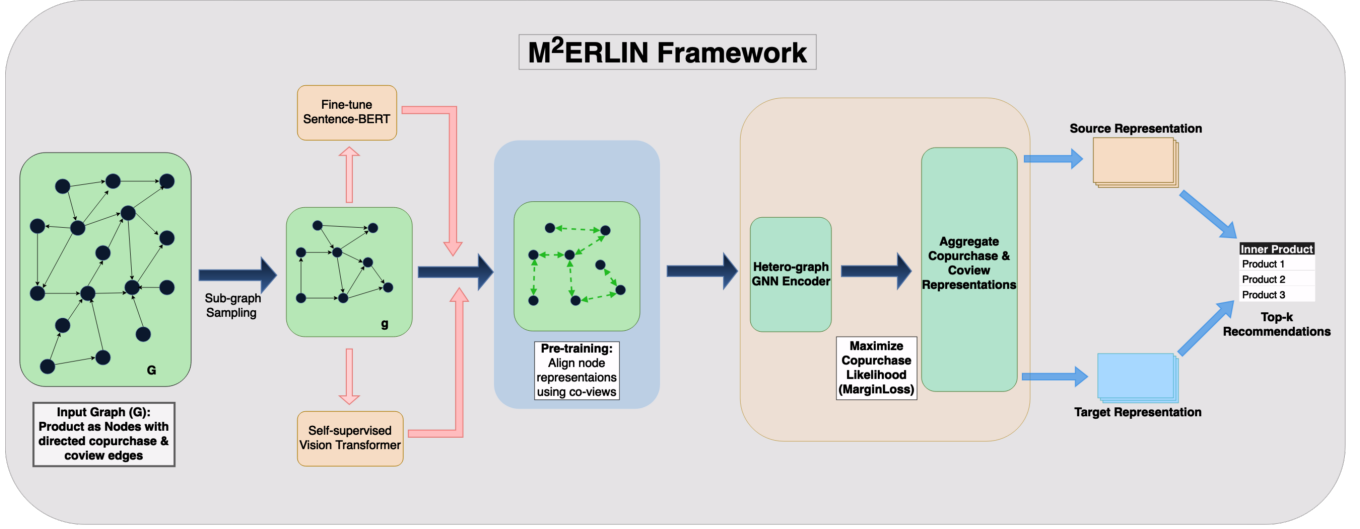 M²ERLIN Framework
Fine-tune
Sentence-BERT
G
Input Graph (G):
Product as Nodes with
directed copurchase &
coview edges
Sub-graph
Sampling
g
Self-supervised
Vision Transformer
Pre-training:
Align node
representaions
using co-views
Hetero-graph
GNN Encoder
Maximize
Copurchase
Likelihood
(MarginLoss)
Aggregate
Copurchase &
Coview
Representations
Source Representation
Target Representation
Inner Product
Product 1
Product 2
Product 3
Top-k
Recommendations